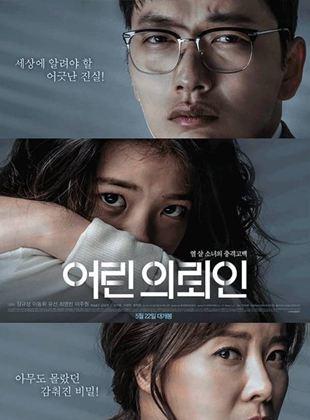 세상에 알려야 할
어긋난 진실!
열 살 소녀의 충격고백
어린 의뢰인
5월 22일 대개봉
아무도 몰랐던
감춰진 비밀!